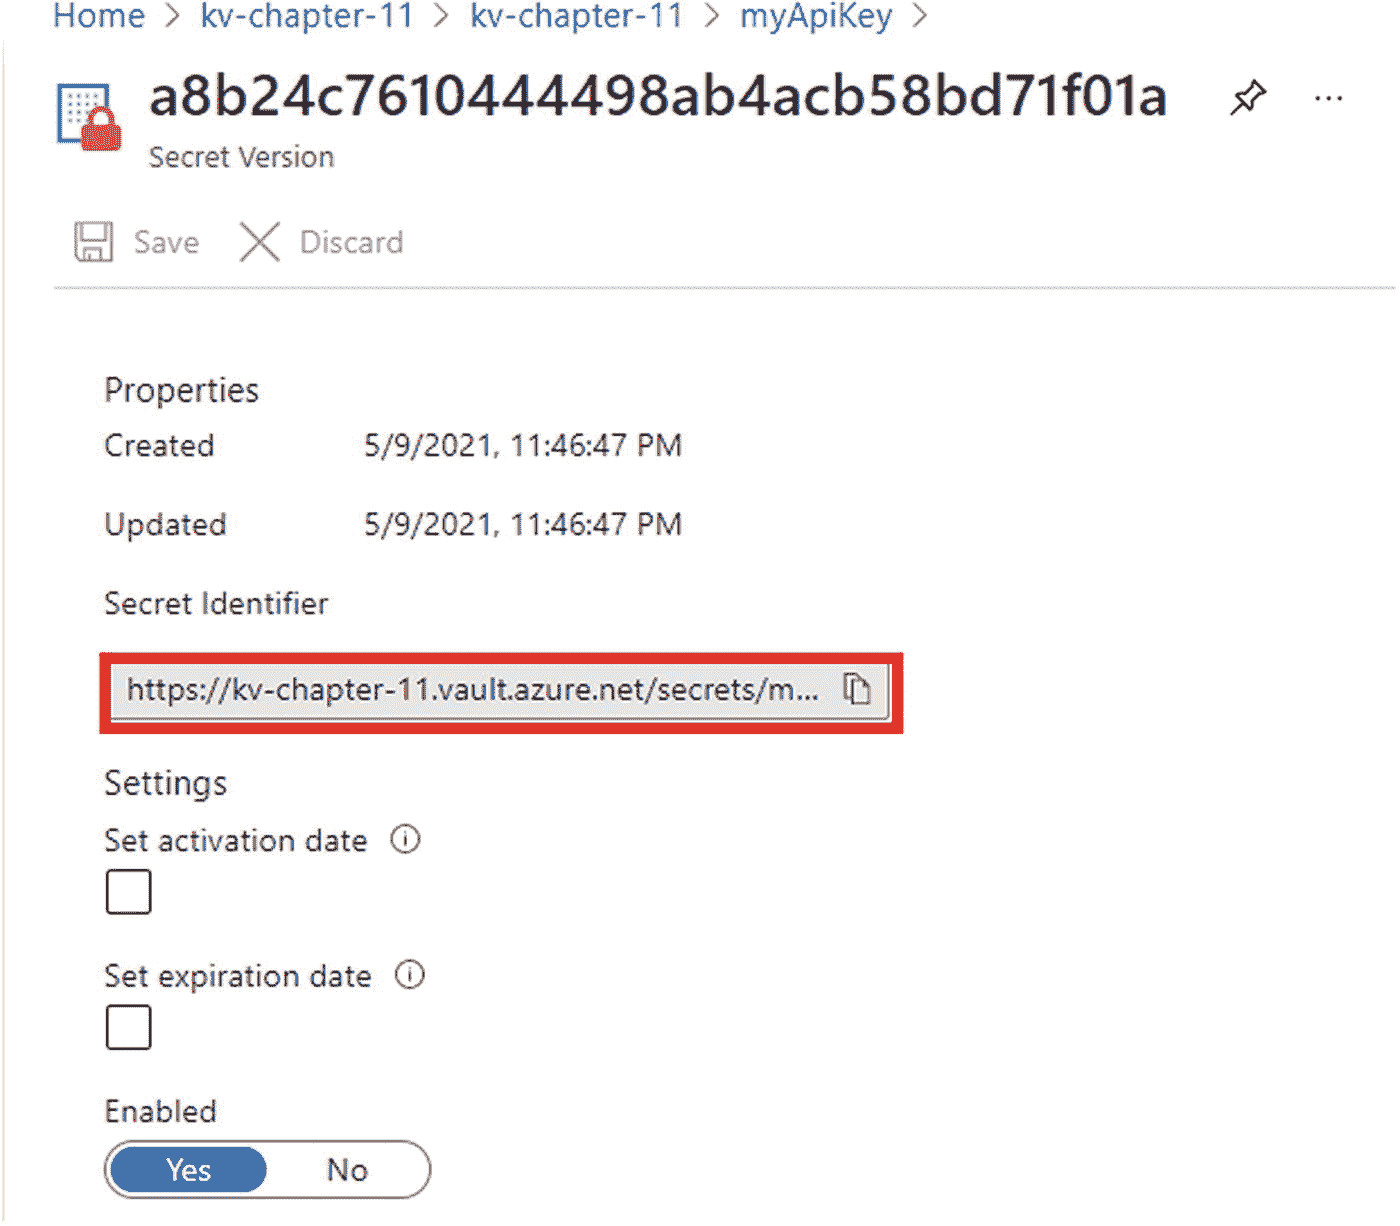 Home > kv-chapter-11 > kv-chapter-11 > myApiKey >
a8b24c7610444498ab4acb58bd71f01a
Secret Version
Save Discard
Properties
Created 5/9/2021, 11:46:47 PM
Updated 5/9/2021, 11:46:47 PM
Secret Identifier
https://kv-chapter-11.vault.azure.net/secrets/m...
Settings
Set activation date
Set expiration date
Enabled
Yes No